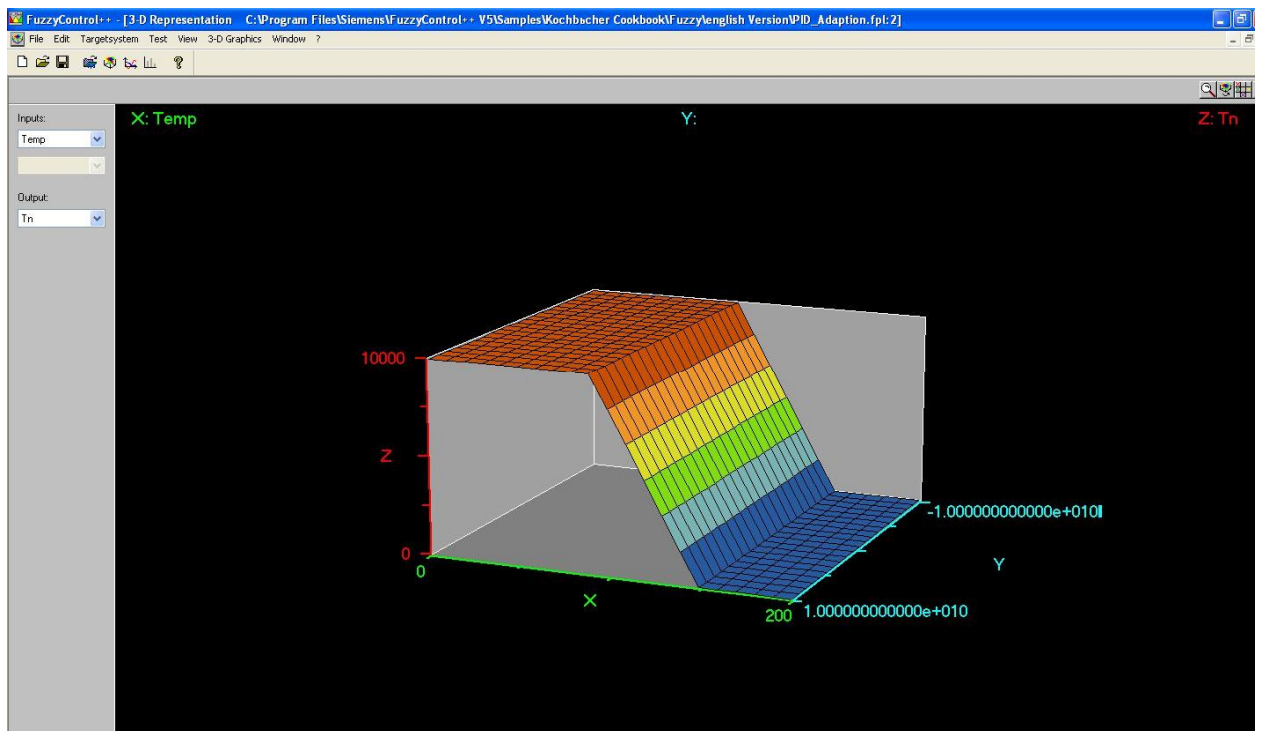 FuzzyControl++ - [3-D Representation C:\Program Files\Siemens\FuzzyControl++ V5\Samples\Kochbьcher Cookbook\Fuzzy\english Version\PID_Adaption.fpl:2]
File Edit Targetsystem Test View 3-D Graphics Window ?
Inputs:
Temp
Output:
Tn
X: Temp
Y:
Z: Tn
10000
Z
0
0
X
200
-1.000000000000e+010
Y
1.000000000000e+010